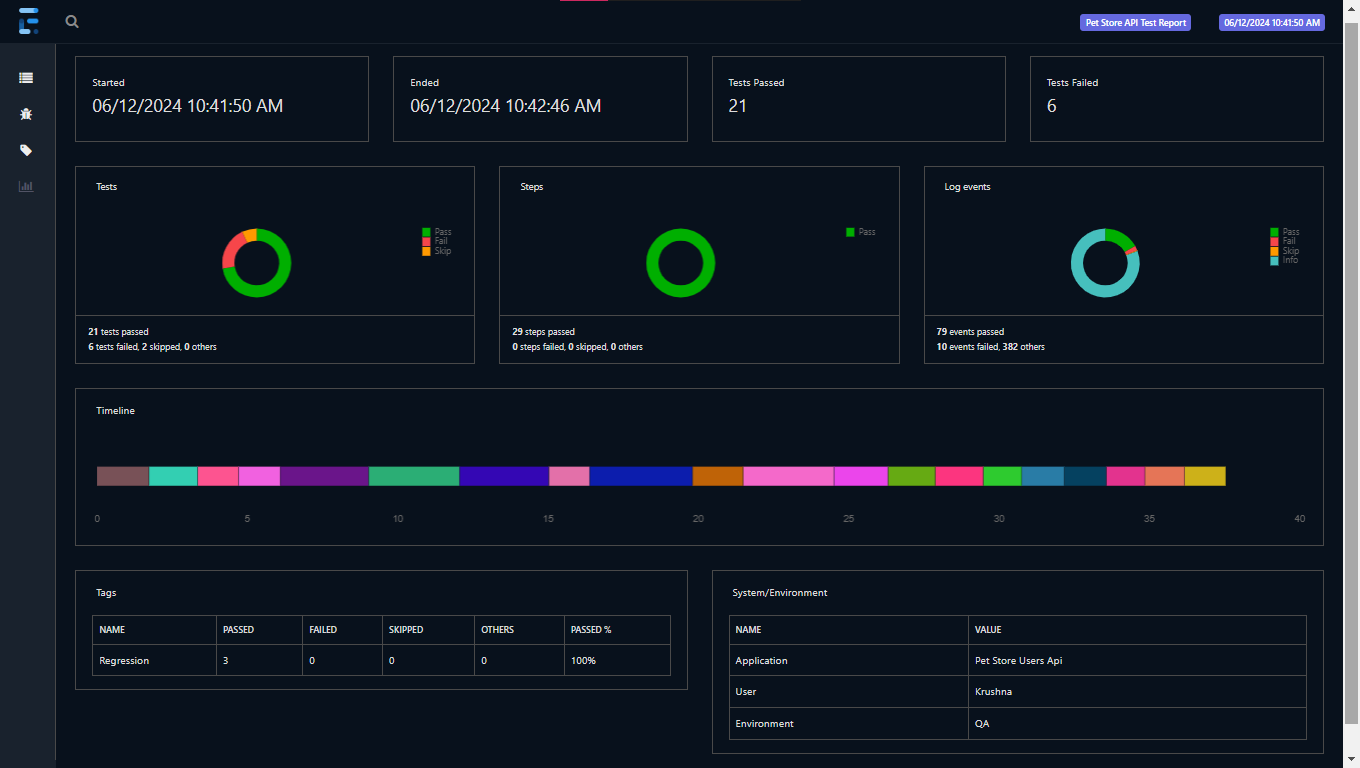 Pet Store API Test Report
06/12/2024 10:41:50 AM
Started
06/12/2024 10:41:50 AM
Ended
06/12/2024 10:42:46 AM
Tests Passed
21
Tests Failed
6
Tests
Pass
Fail
Skip
21 tests passed
6 tests failed, 2 skipped, 0 others
Steps
Pass
29 steps passed
0 steps failed, 0 skipped, 0 others
Log events
Pass
Fail
Skip
Info
79 events passed
10 events failed, 382 others
Timeline
0 5 10 15 20 25 30 35 40
Tags
NAME PASSED FAILED SKIPPED OTHERS PASSED %
Regression 3 0 0 0 100%
System/Environment
NAME VALUE
Application Pet Store Users Api
User Krushna
Environment QA